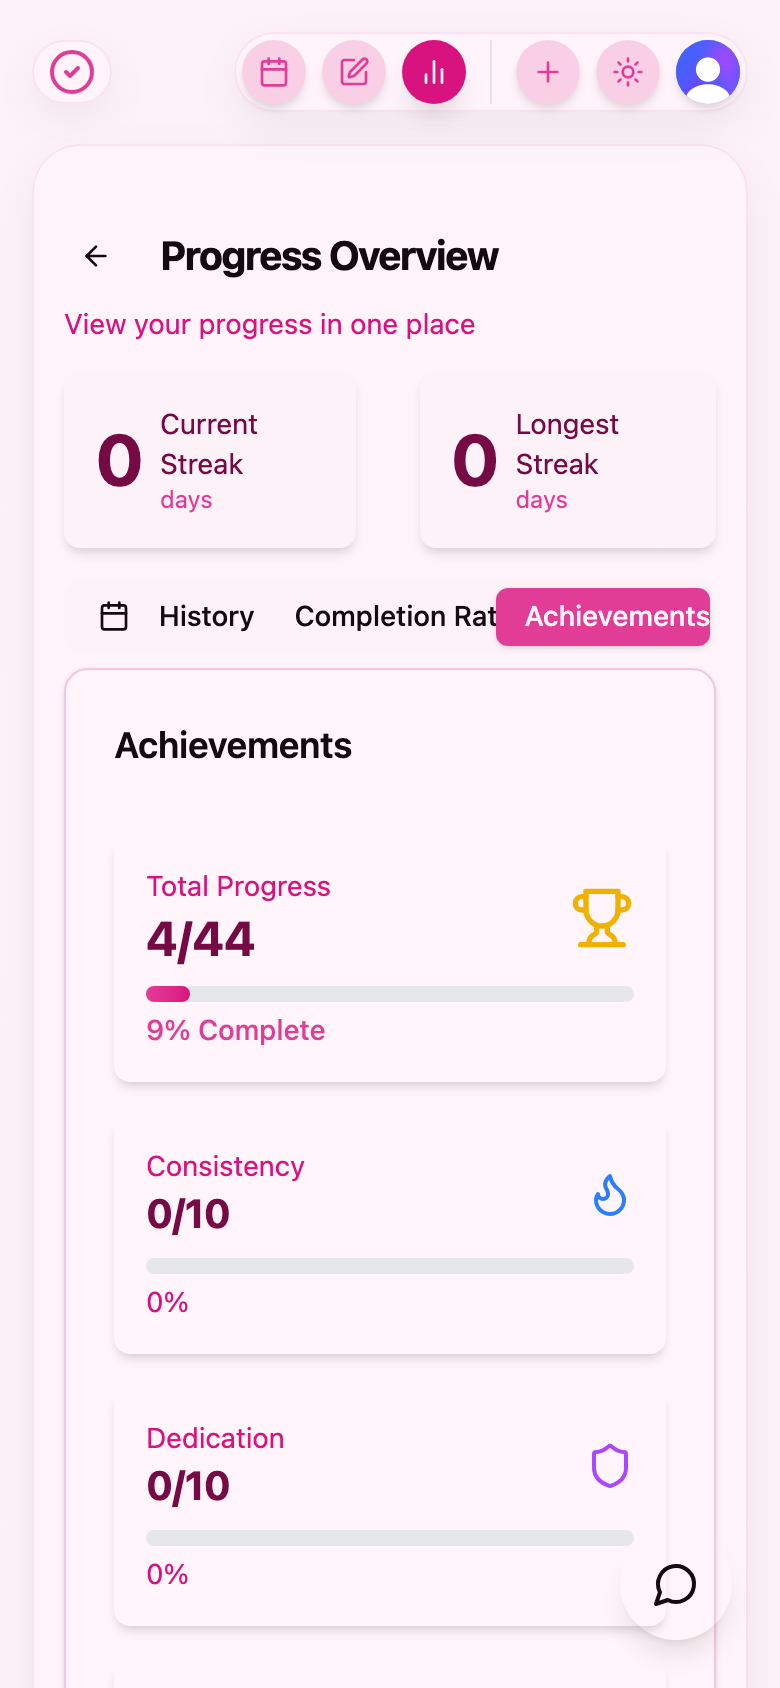 Progress Overview
View your progress in one place
0
Current
Streak
days
0
Longest
Streak
days
History
Completion Rat
Achievements
Achievements
Total Progress
4/44
9% Complete
Consistency
0/10
0%
Dedication
0/10
0%